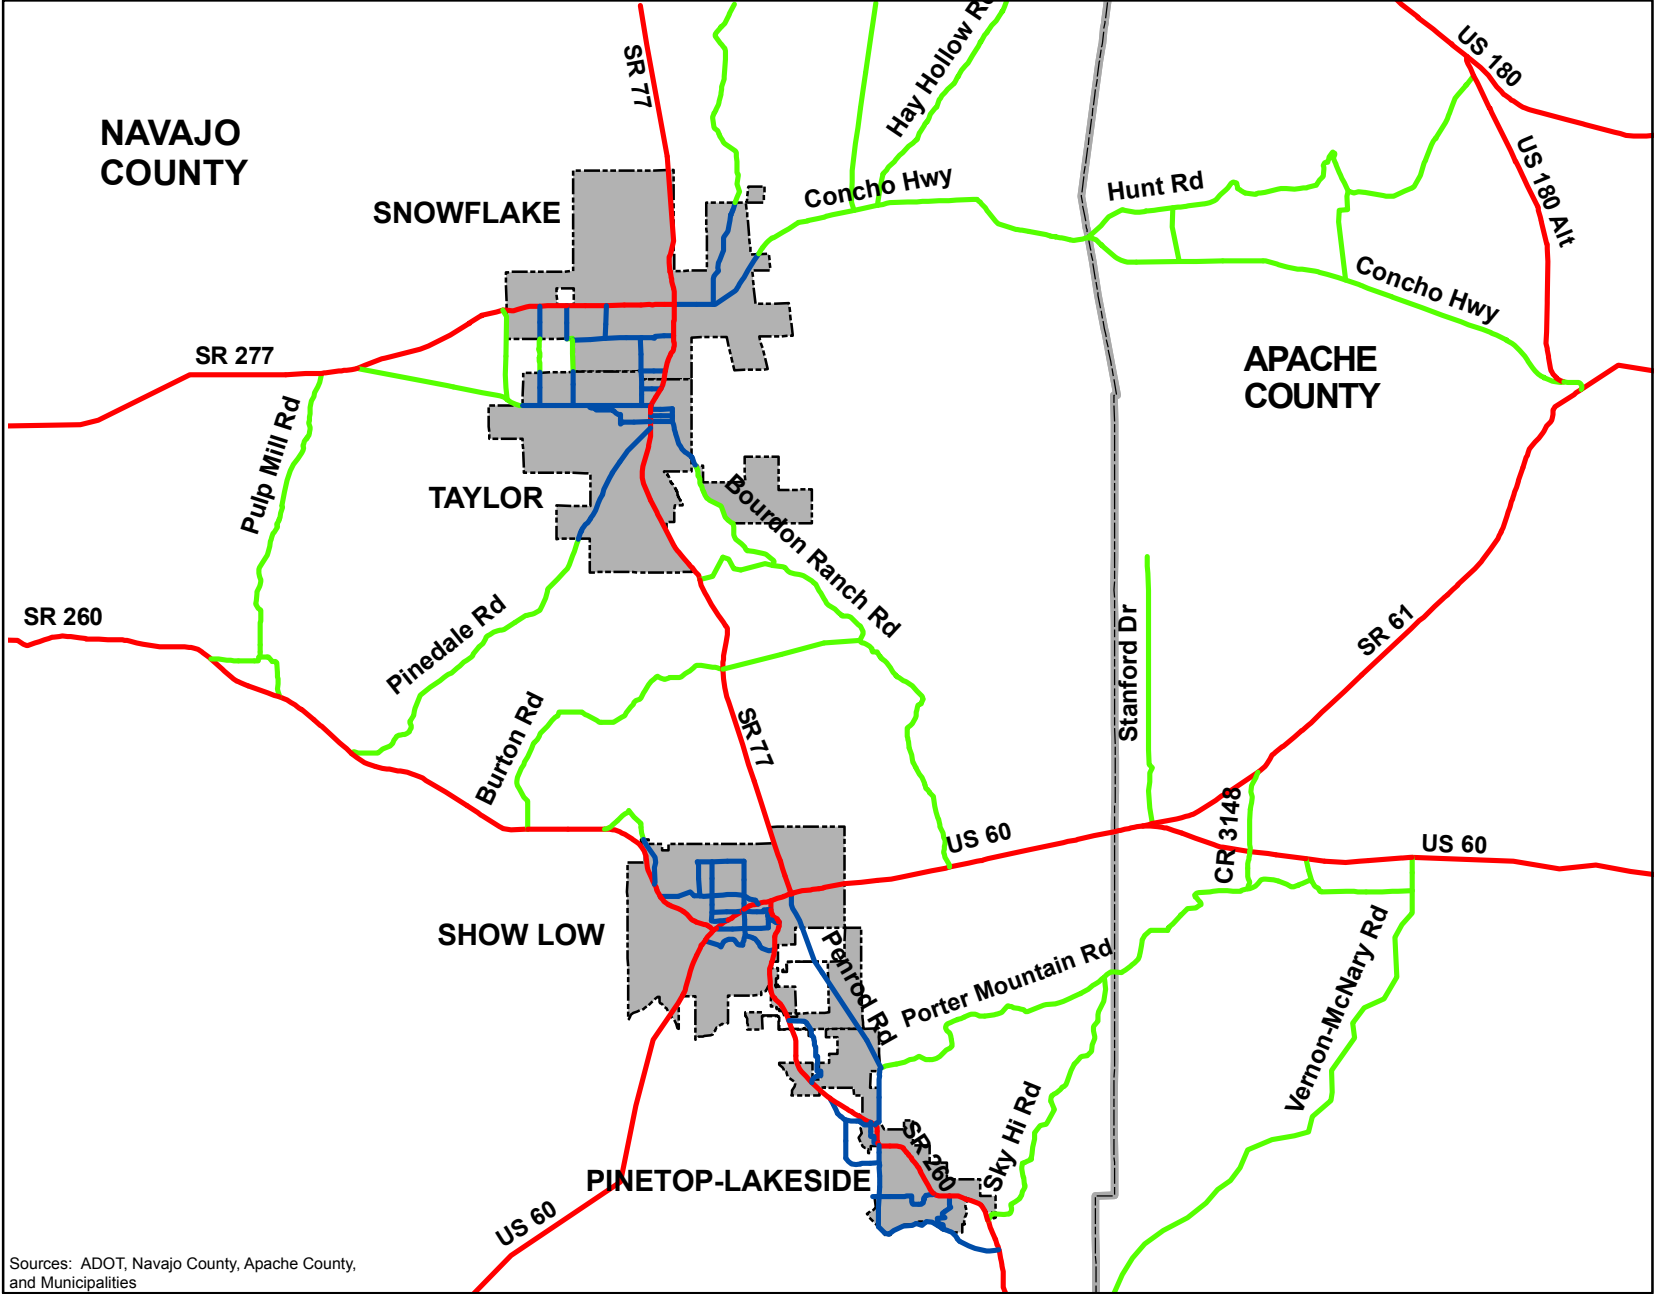 US 180
SR 77
Hay Hollow Rd
NAVAJO
COUNTY
US 180 Alt
Concho Hwy
Hunt Rd
SNOWFLAKE
Concho Hwy
SR 277
APACHE
COUNTY
Pulp Mill Rd
TAYLOR
Bourdon Ranch Rd
SR 260
Pinedale Rd
Stanford Dr
SR 61
Burton Rd
SR 77
CR 3148
US 60
US 60
SHOW LOW
Penrod Rd
Porter Mountain Rd
Vernon-McNary Rd
Sky Hi Rd
SR 260
PINETOP-LAKESIDE
US 60
Sources:  ADOT, Navajo County, Apache County,
and Municipalities